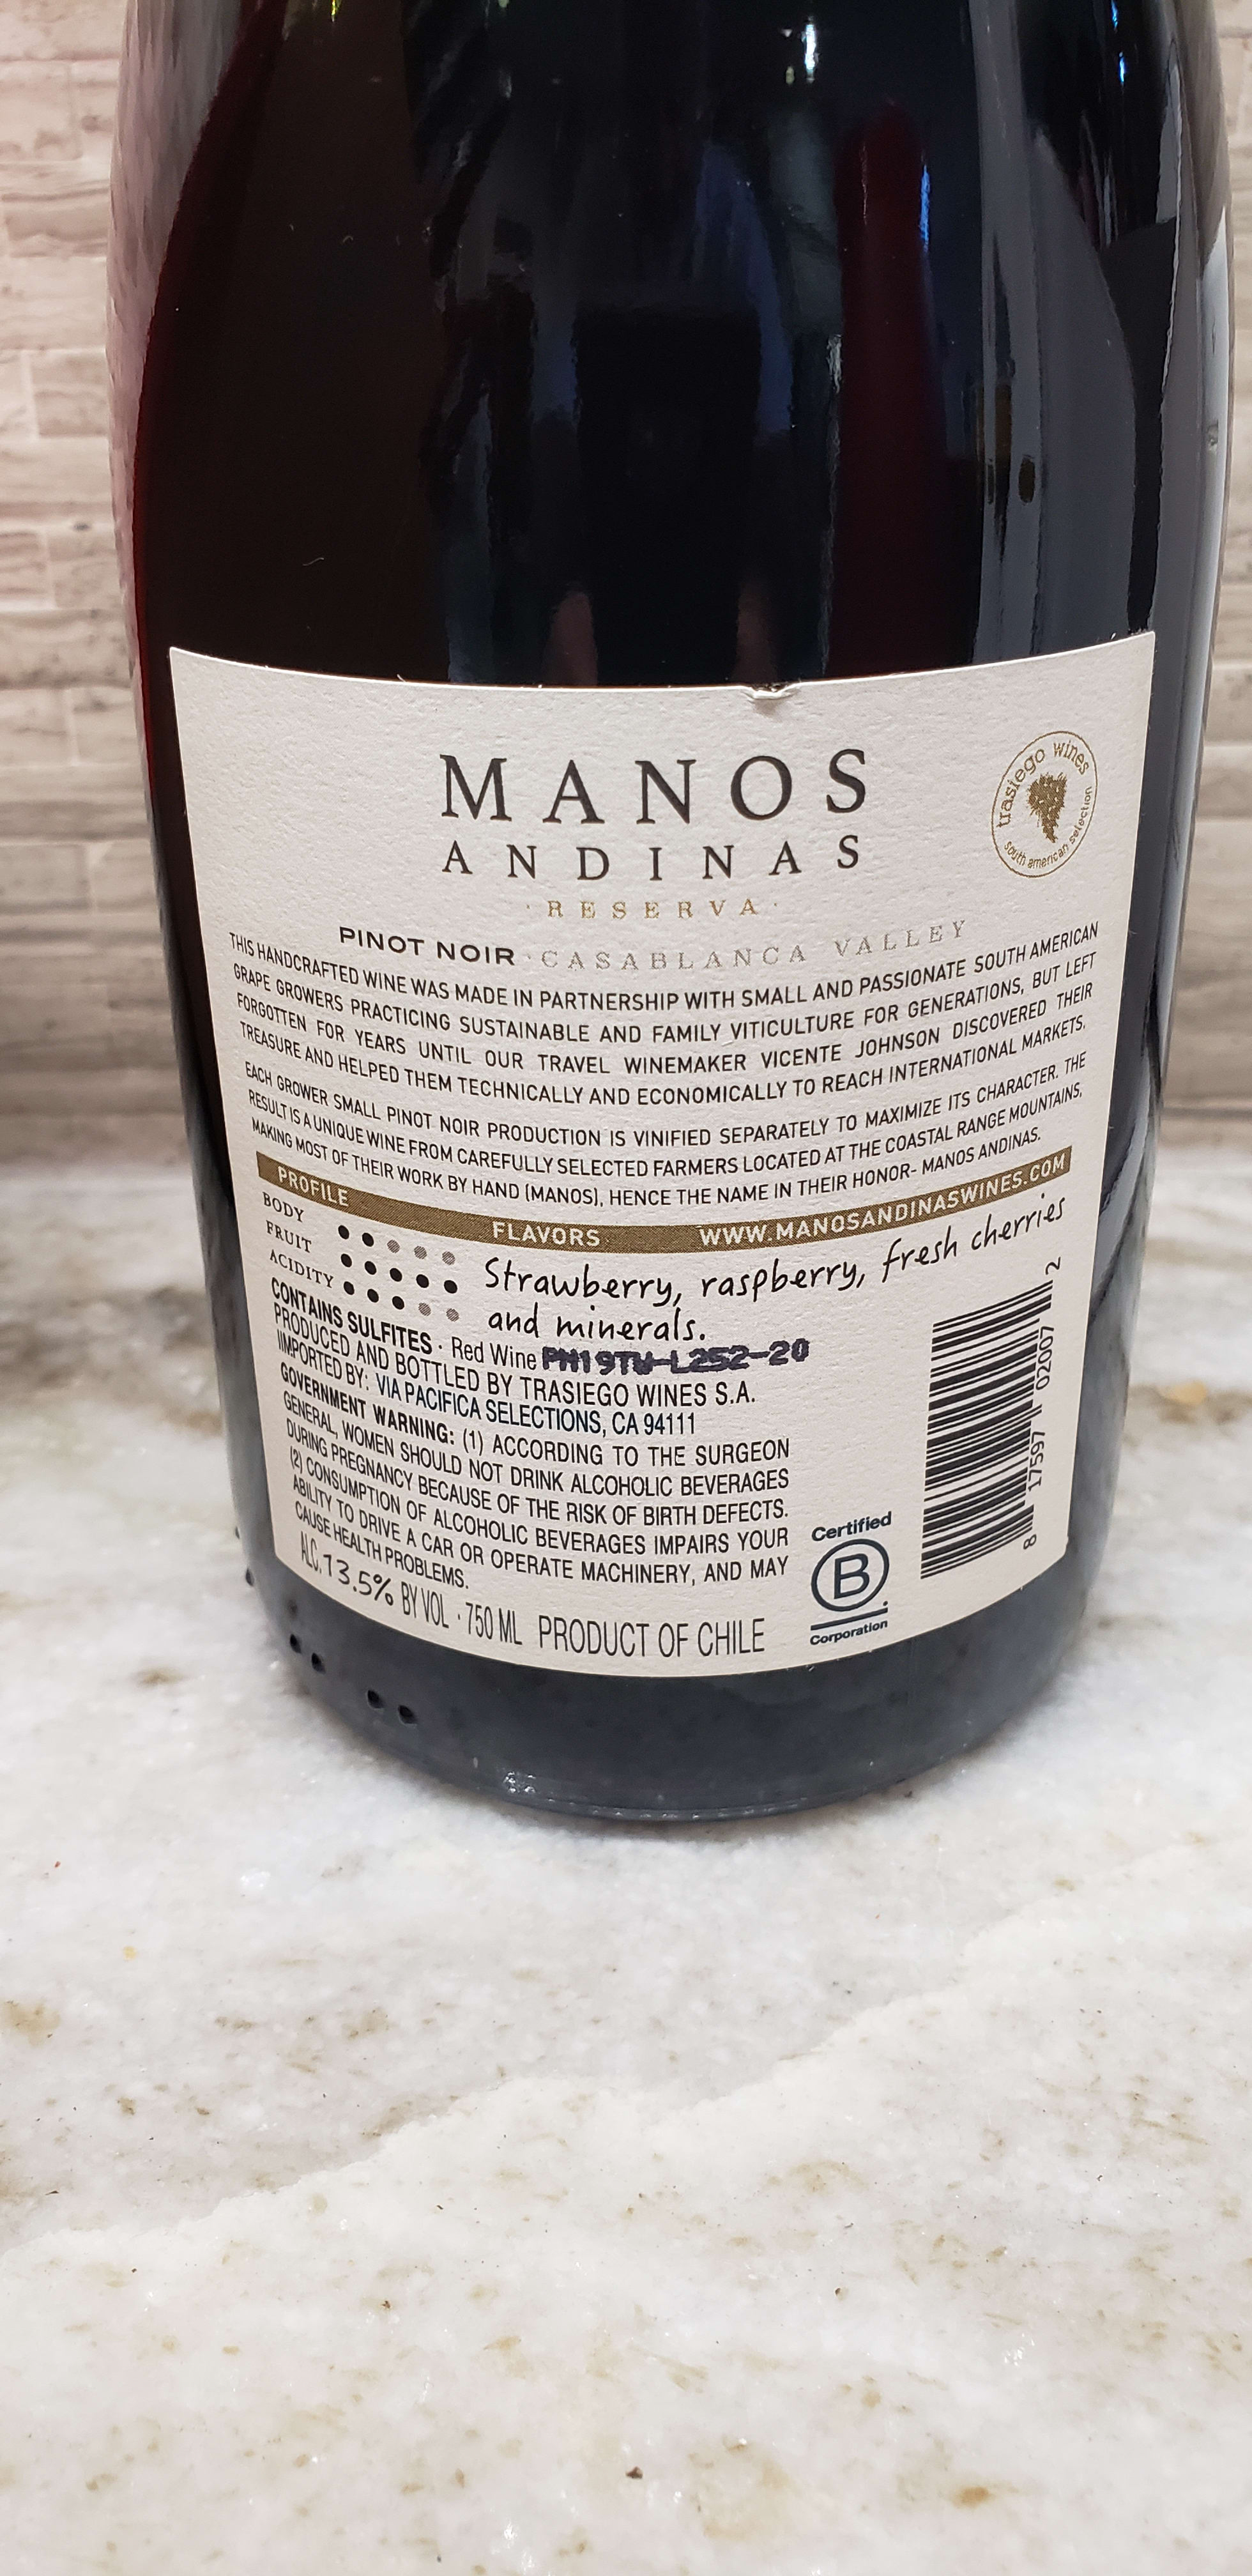 MANOS
ANDINAS
· RESERVA ·
trasiego wines
south american selection
PINOT NOIR · CASABLANCA VALLEY
THIS HANDCRAFTED WINE WAS MADE IN PARTNERSHIP WITH SMALL AND PASSIONATE SOUTH AMERICAN
GRAPE GROWERS PRACTICING SUSTAINABLE AND FAMILY VITICULTURE FOR GENERATIONS, BUT LEFT
FORGOTTEN FOR YEARS UNTIL OUR TRAVEL WINEMAKER VICENTE JOHNSON DISCOVERED THEIR
TREASURE AND HELPED THEM TECHNICALLY AND ECONOMICALLY TO REACH INTERNATIONAL MARKETS.
EACH GROWER SMALL PINOT NOIR PRODUCTION IS VINIFIED SEPARATELY TO MAXIMIZE ITS CHARACTER. THE
RESULT IS A UNIQUE WINE FROM CAREFULLY SELECTED FARMERS LOCATED AT THE COASTAL RANGE MOUNTAINS,
MAKING MOST OF THEIR WORK BY HAND (MANOS), HENCE THE NAME IN THEIR HONOR- MANOS ANDINAS.
PROFILE FLAVORS WWW.MANOSANDINASWINES.COM
BODY
FRUIT
ACIDITY
Strawberry, raspberry, fresh cherries
and minerals.
CONTAINS SULFITES · Red Wine PN19TW-L252-20
PRODUCED AND BOTTLED BY TRASIEGO WINES S.A.
IMPORTED BY: VIA PACIFICA SELECTIONS, CA 94111
GOVERNMENT WARNING: (1) ACCORDING TO THE SURGEON
GENERAL, WOMEN SHOULD NOT DRINK ALCOHOLIC BEVERAGES
DURING PREGNANCY BECAUSE OF THE RISK OF BIRTH DEFECTS.
(2) CONSUMPTION OF ALCOHOLIC BEVERAGES IMPAIRS YOUR
ABILITY TO DRIVE A CAR OR OPERATE MACHINERY, AND MAY
CAUSE HEALTH PROBLEMS.
ALC. 13.5% BY VOL · 750 ML PRODUCT OF CHILE
Certified
B
Corporation
8 17597 02007 2